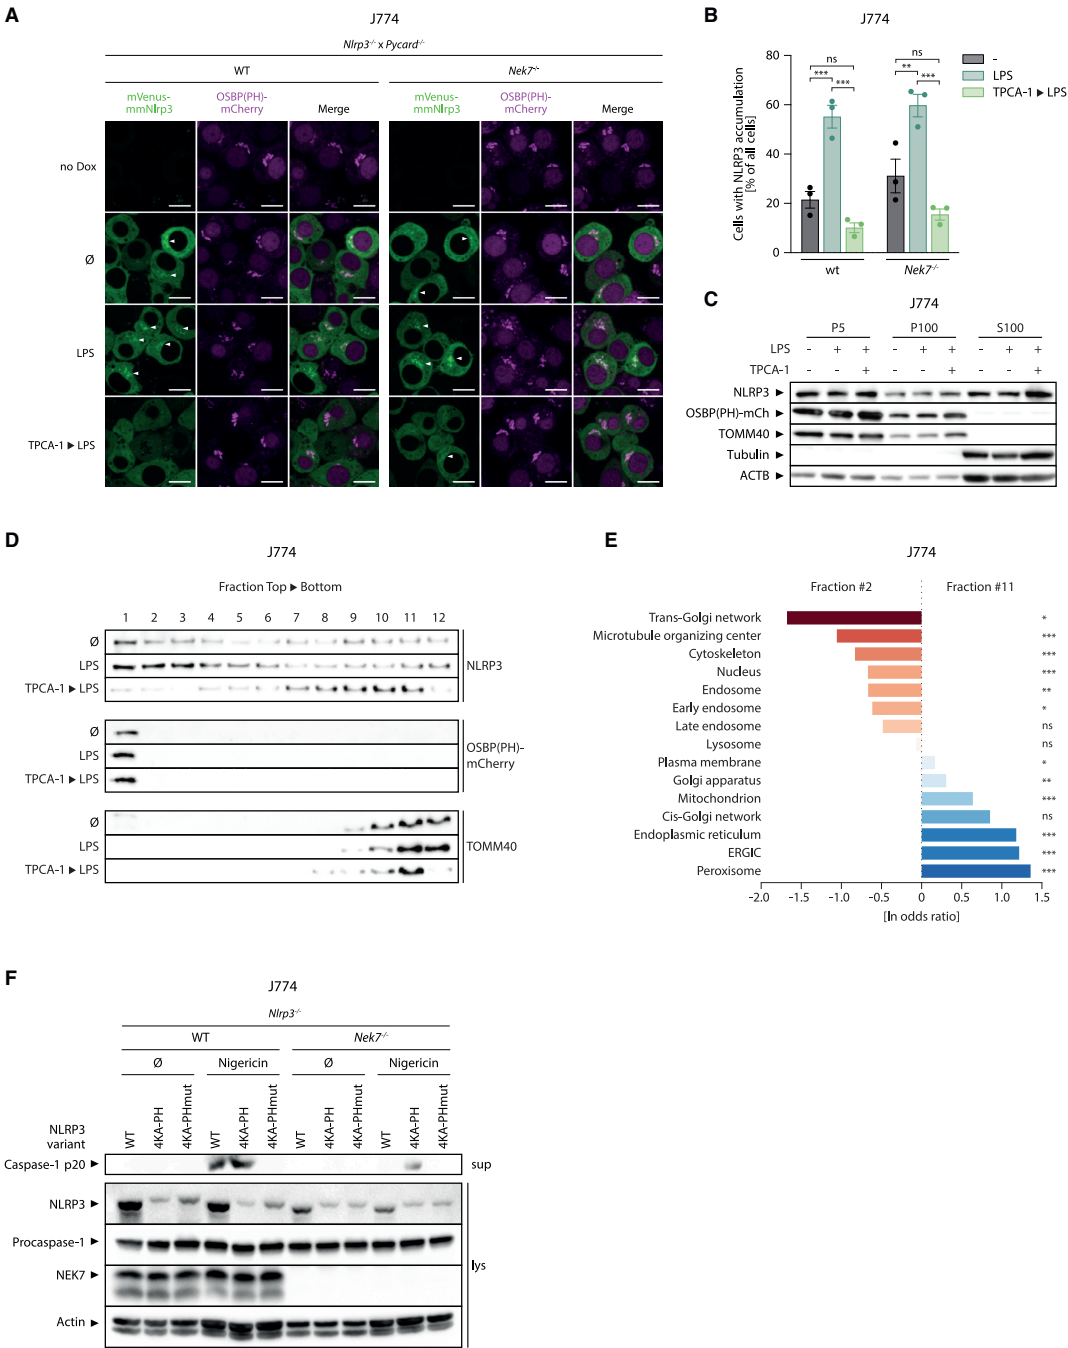 A
J774
Nlrp3-/- x Pycard-/-
WT
Nek7-/-
mVenus-
mmNlrp3
OSBP(PH)-
mCherry
Merge
mVenus-
mmNlrp3
OSBP(PH)-
mCherry
Merge
no Dox
Ø
LPS
TPCA-1 ▶ LPS
B
J774
Cells with NLRP3 accumulation
[% of all cells]
80
60
40
20
0
ns
*** ***
ns
** ***
wt
Nek7-/-
-
LPS
TPCA-1 ▶ LPS
C
J774
P5 P100 S100
LPS - + + - + + - + +
TPCA-1 - - + - - + - - +
NLRP3 ▶
OSBP(PH)-mCh ▶
TOMM40 ▶
Tubulin ▶
ACTB ▶
D
J774
Fraction Top ▶ Bottom
1 2 3 4 5 6 7 8 9 10 11 12
Ø
LPS
TPCA-1 ▶ LPS
NLRP3
Ø
LPS
TPCA-1 ▶ LPS
OSBP(PH)-
mCherry
Ø
LPS
TPCA-1 ▶ LPS
TOMM40
E
J774
Fraction #2 Fraction #11
Trans-Golgi network *
Microtubule organizing center ***
Cytoskeleton ***
Nucleus ***
Endosome **
Early endosome *
Late endosome ns
Lysosome ns
Plasma membrane *
Golgi apparatus **
Mitochondrion ***
Cis-Golgi network ns
Endoplasmic reticulum ***
ERGIC ***
Peroxisome ***
-2.0 -1.5 -1.0 -0.5 0 0.5 1.0 1.5
[ln odds ratio]
F
J774
Nlrp3-/-
WT Nek7-/-
Ø Nigericin Ø Nigericin
NLRP3
variant
WT 4KA-PH 4KA-PHmut WT 4KA-PH 4KA-PHmut WT 4KA-PH 4KA-PHmut WT 4KA-PH 4KA-PHmut
Caspase-1 p20 ▶ sup
NLRP3 ▶
Procaspase-1 ▶
lys
NEK7 ▶
Actin ▶